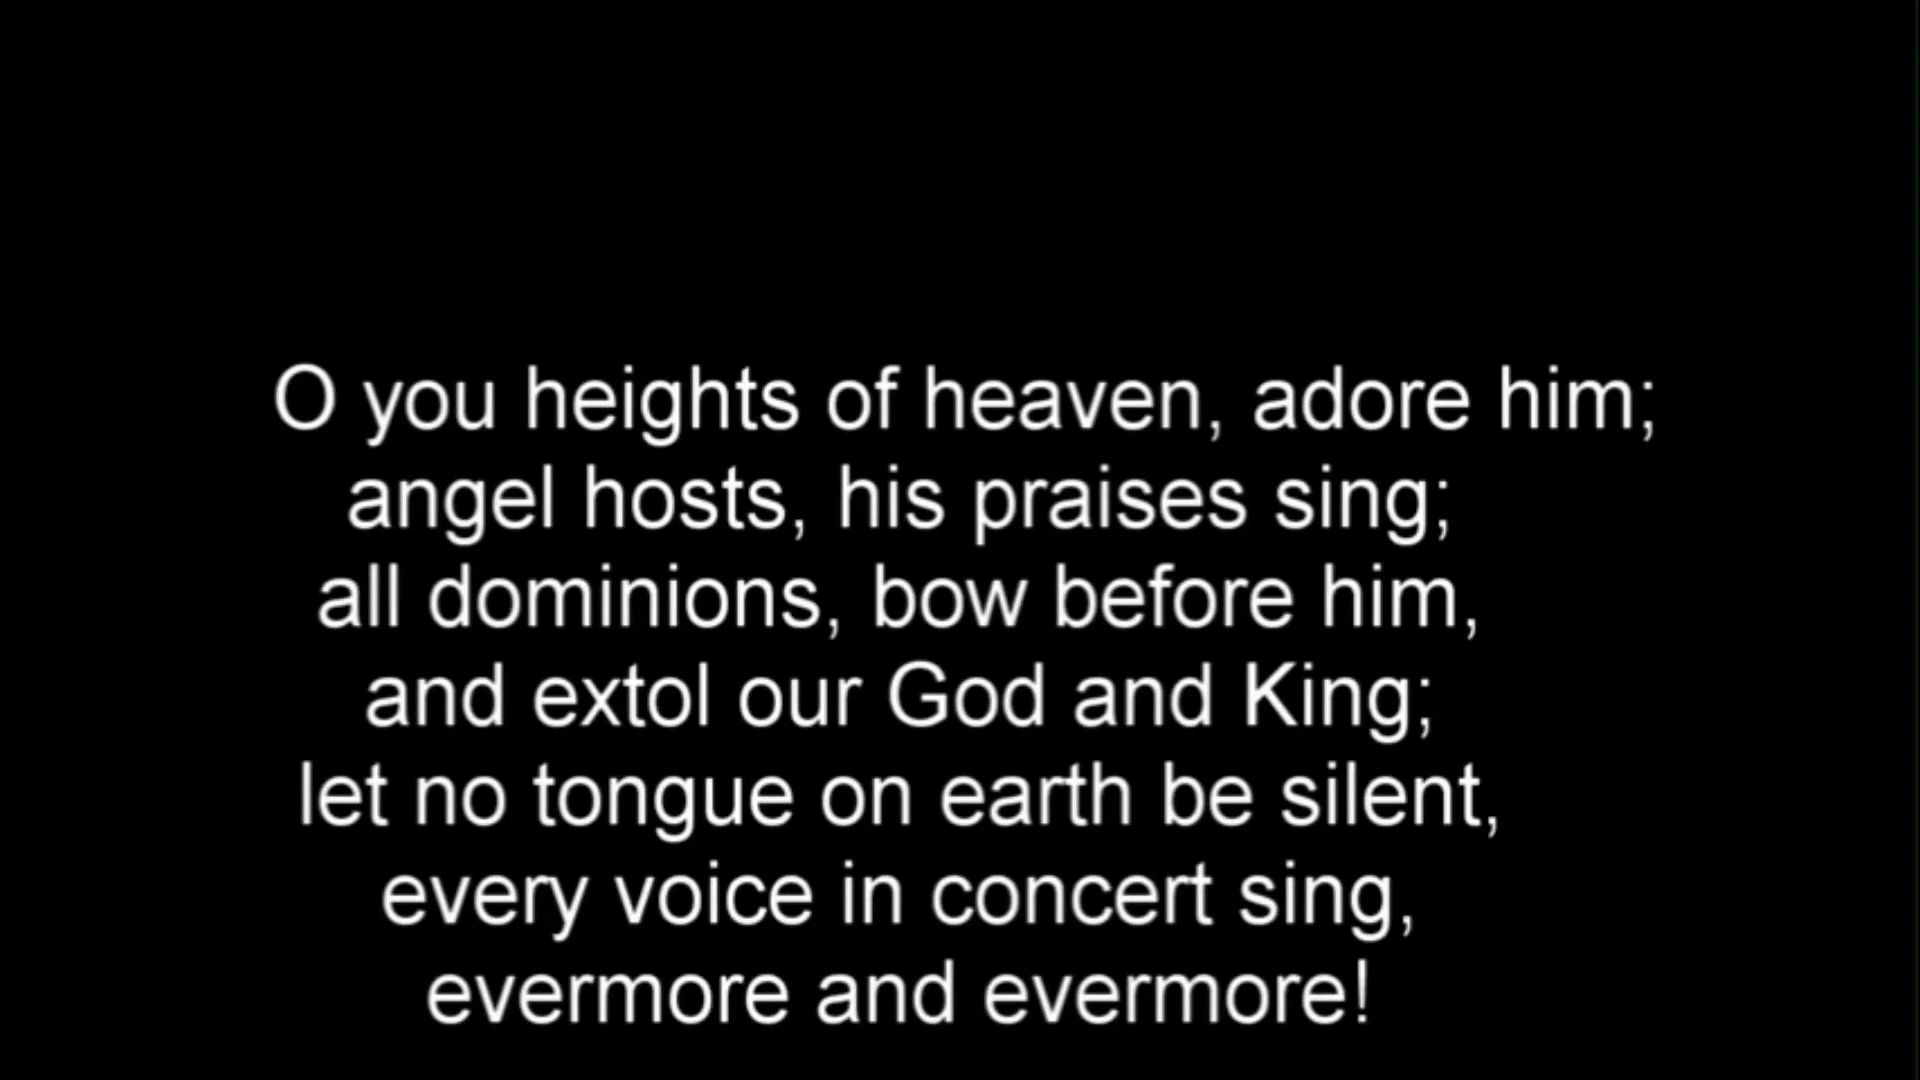 O you heights of heaven, adore him;
angel hosts, his praises sing;
all dominions, bow before him,
and extol our God and King;
let no tongue on earth be silent,
every voice in concert sing,
evermore and evermore!